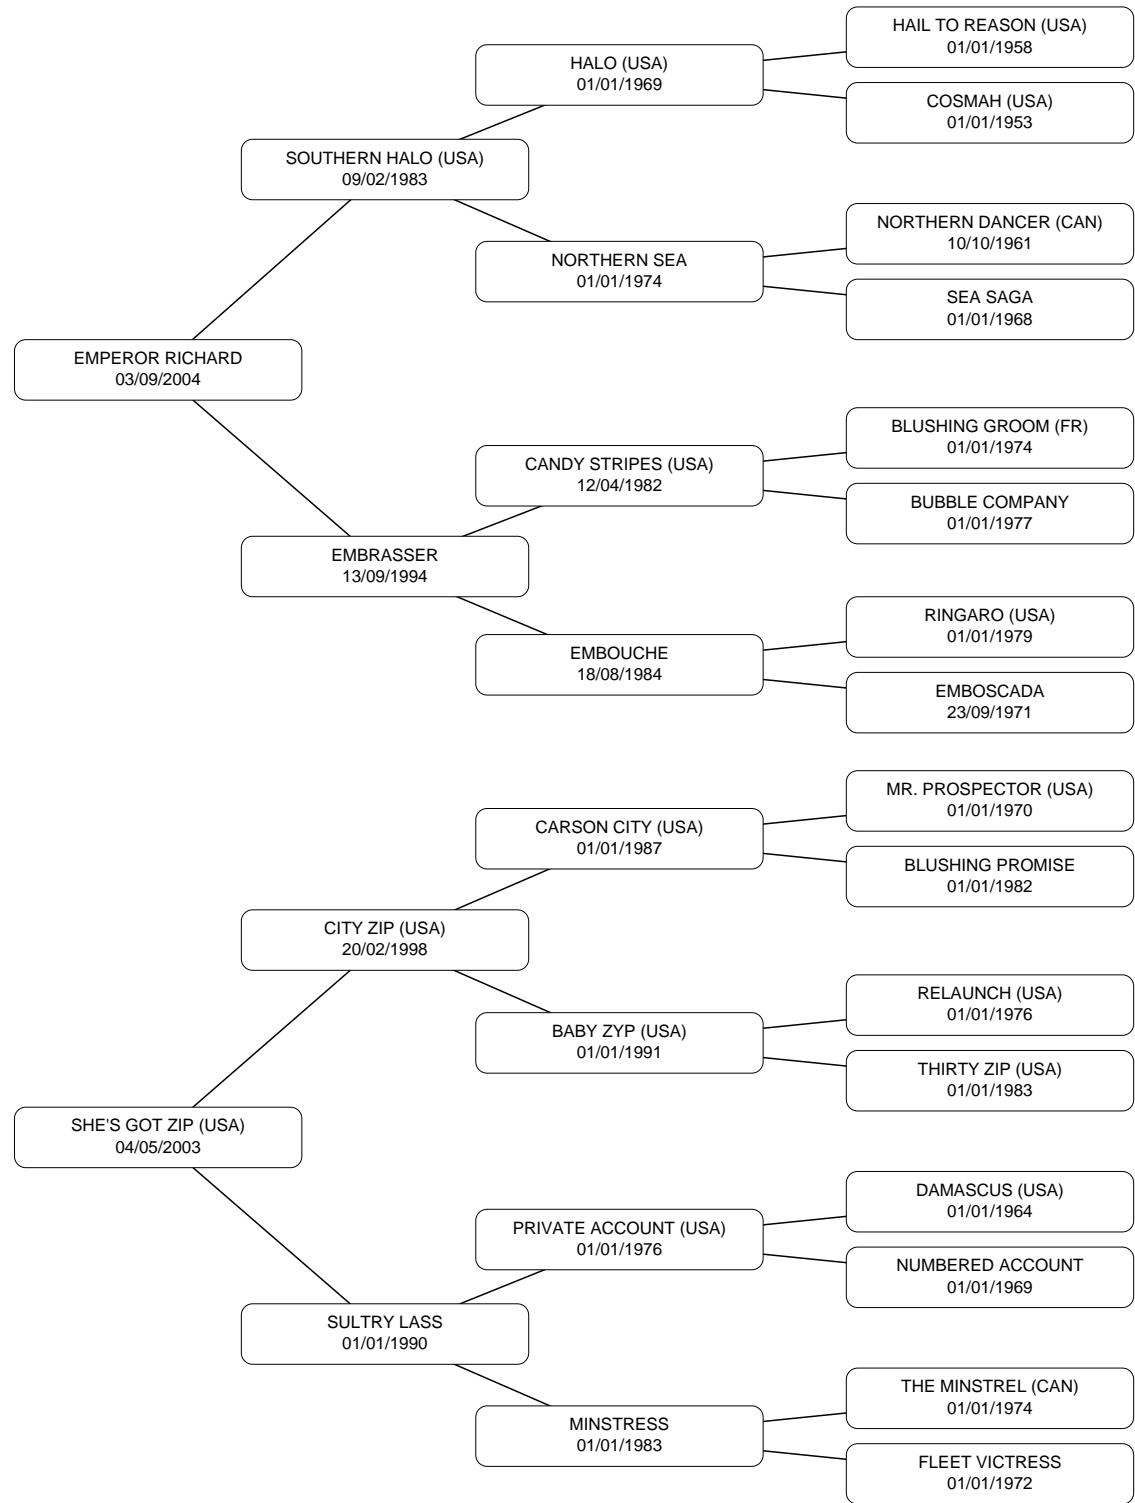 HAIL TO REASON (USA)
01/01/1958
HALO (USA)
01/01/1969
COSMAH (USA)
01/01/1953
SOUTHERN HALO (USA)
09/02/1983
NORTHERN DANCER (CAN)
10/10/1961
NORTHERN SEA
01/01/1974
SEA SAGA
01/01/1968
EMPEROR RICHARD
03/09/2004
BLUSHING GROOM (FR)
01/01/1974
CANDY STRIPES (USA)
12/04/1982
BUBBLE COMPANY
01/01/1977
EMBRASSER
13/09/1994
RINGARO (USA)
01/01/1979
EMBOUCHE
18/08/1984
EMBOSCADA
23/09/1971
MR. PROSPECTOR (USA)
01/01/1970
CARSON CITY (USA)
01/01/1987
BLUSHING PROMISE
01/01/1982
CITY ZIP (USA)
20/02/1998
RELAUNCH (USA)
01/01/1976
BABY ZYP (USA)
01/01/1991
THIRTY ZIP (USA)
01/01/1983
SHE'S GOT ZIP (USA)
04/05/2003
DAMASCUS (USA)
01/01/1964
PRIVATE ACCOUNT (USA)
01/01/1976
NUMBERED ACCOUNT
01/01/1969
SULTRY LASS
01/01/1990
THE MINSTREL (CAN)
01/01/1974
MINSTRESS
01/01/1983
FLEET VICTRESS
01/01/1972